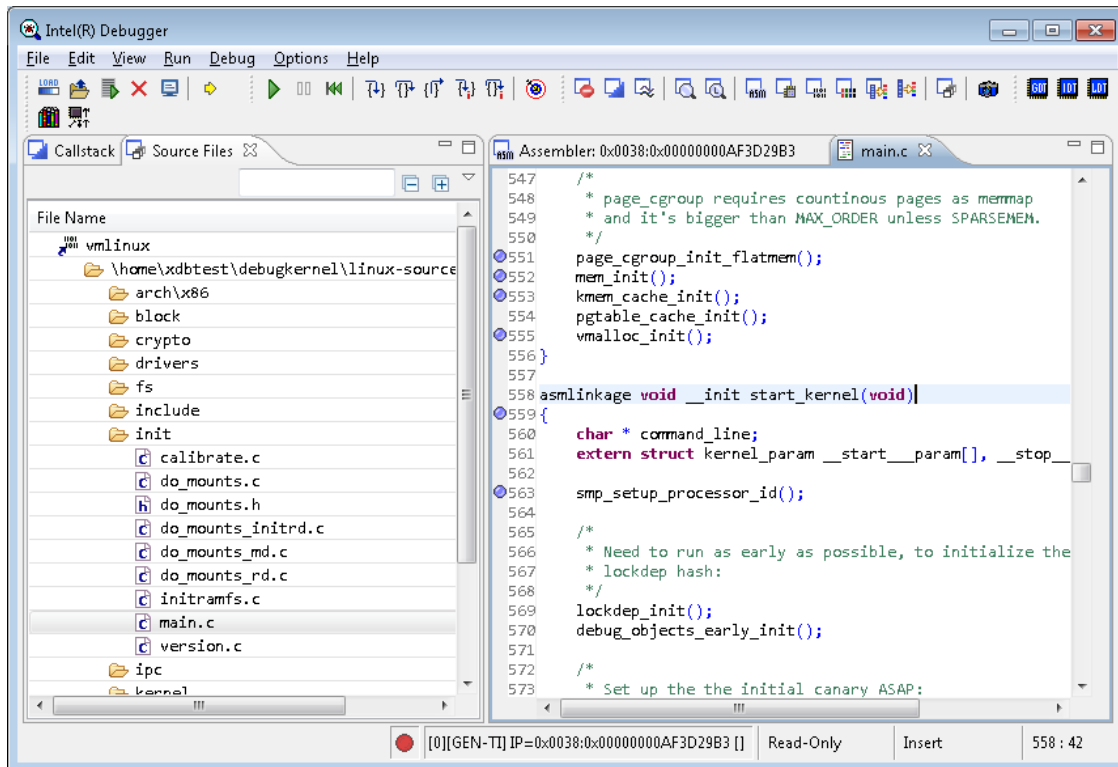 Intel(R) Debugger
File Edit View Run Debug Options Help
LOAD
ASM
GDT IDT LDT
Callstack Source Files
File Name
vmlinux
\home\xdbtest\debugkernel\linux-source
arch\x86
block
crypto
drivers
fs
include
init
calibrate.c
do_mounts.c
do_mounts.h
do_mounts_initrd.c
do_mounts_md.c
do_mounts_rd.c
initramfs.c
main.c
version.c
ipc
kernel
Assembler: 0x0038:0x00000000AF3D29B3 main.c
547 /*
548 * page_cgroup requires countinous pages as memmap
549 * and it's bigger than MAX_ORDER unless SPARSEMEM.
550 */
551 page_cgroup_init_flatmem();
552 mem_init();
553 kmem_cache_init();
554 pgtable_cache_init();
555 vmalloc_init();
556 }
557
558 asmlinkage void __init start_kernel(void)
559 {
560 char * command_line;
561 extern struct kernel_param __start___param[], __stop__
562
563 smp_setup_processor_id();
564
565 /*
566 * Need to run as early as possible, to initialize the
567 * lockdep hash:
568 */
569 lockdep_init();
570 debug_objects_early_init();
571
572 /*
573 * Set up the the initial canary ASAP:
[0][GEN-TI] IP=0x0038:0x00000000AF3D29B3 [] Read-Only Insert 558 : 42